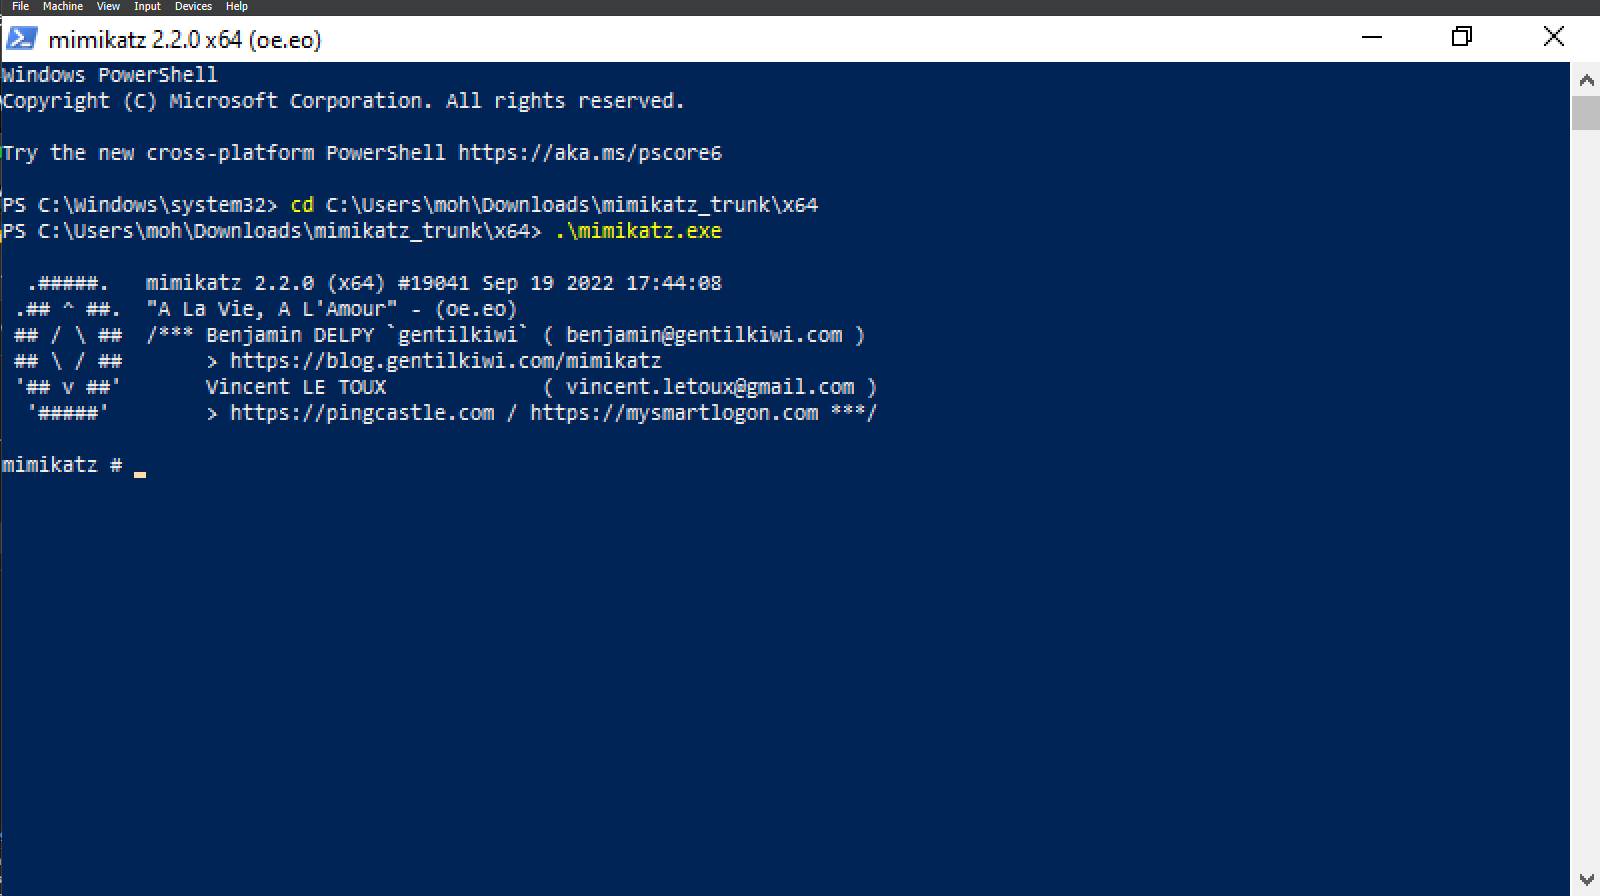 File Machine View Input Devices Help
mimikatz 2.2.0 x64 (oe.eo)
Windows PowerShell
Copyright (C) Microsoft Corporation. All rights reserved.
Try the new cross-platform PowerShell https://aka.ms/pscore6
PS C:\Windows\system32> cd C:\Users\moh\Downloads\mimikatz_trunk\x64
PS C:\Users\moh\Downloads\mimikatz_trunk\x64> .\mimikatz.exe
  .#####.   mimikatz 2.2.0 (x64) #19041 Sep 19 2022 17:44:08
 .## ^ ##.  "A La Vie, A L'Amour" - (oe.eo)
 ## / \ ##  /*** Benjamin DELPY `gentilkiwi` ( benjamin@gentilkiwi.com )
 ## \ / ##       > https://blog.gentilkiwi.com/mimikatz
 '## v ##'       Vincent LE TOUX             ( vincent.letoux@gmail.com )
  '#####'        > https://pingcastle.com / https://mysmartlogon.com ***/
mimikatz # _